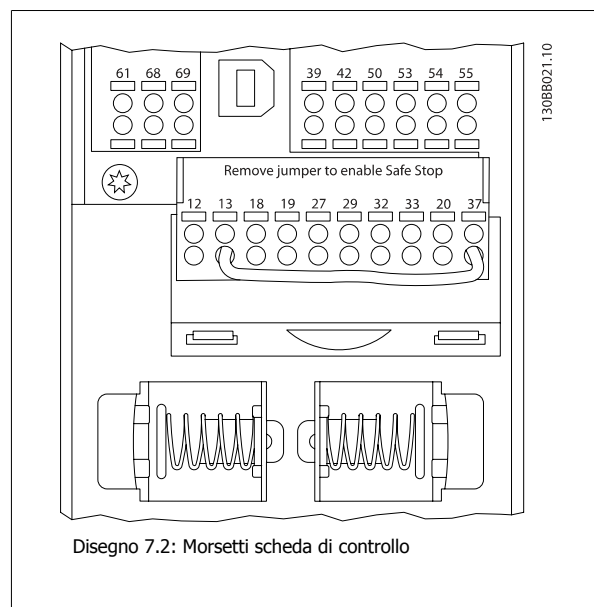 61 68 69
39 42 50 53 54 55
130BB021.10
Remove jumper to enable Safe Stop
12 13 18 19 27 29 32 33 20 37
Disegno 7.2: Morsetti scheda di controllo